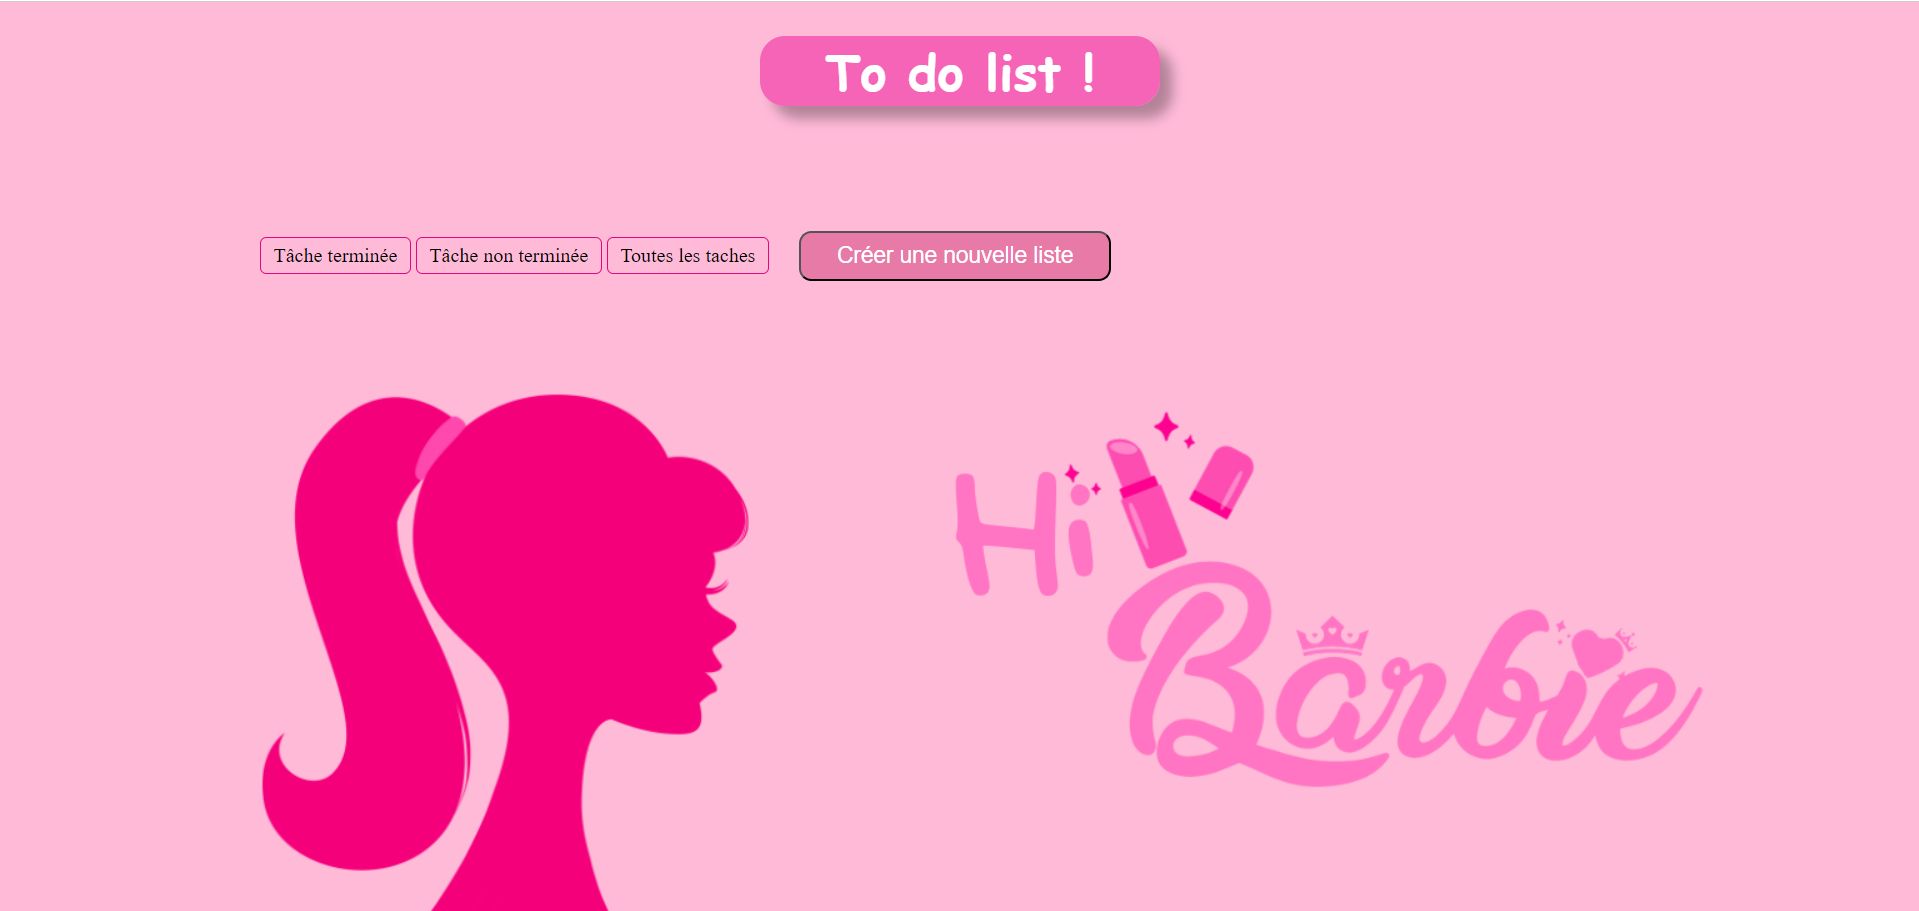 To do list !
Tâche terminée Tâche non terminée Toutes les taches Créer une nouvelle liste
Hi
Barbie